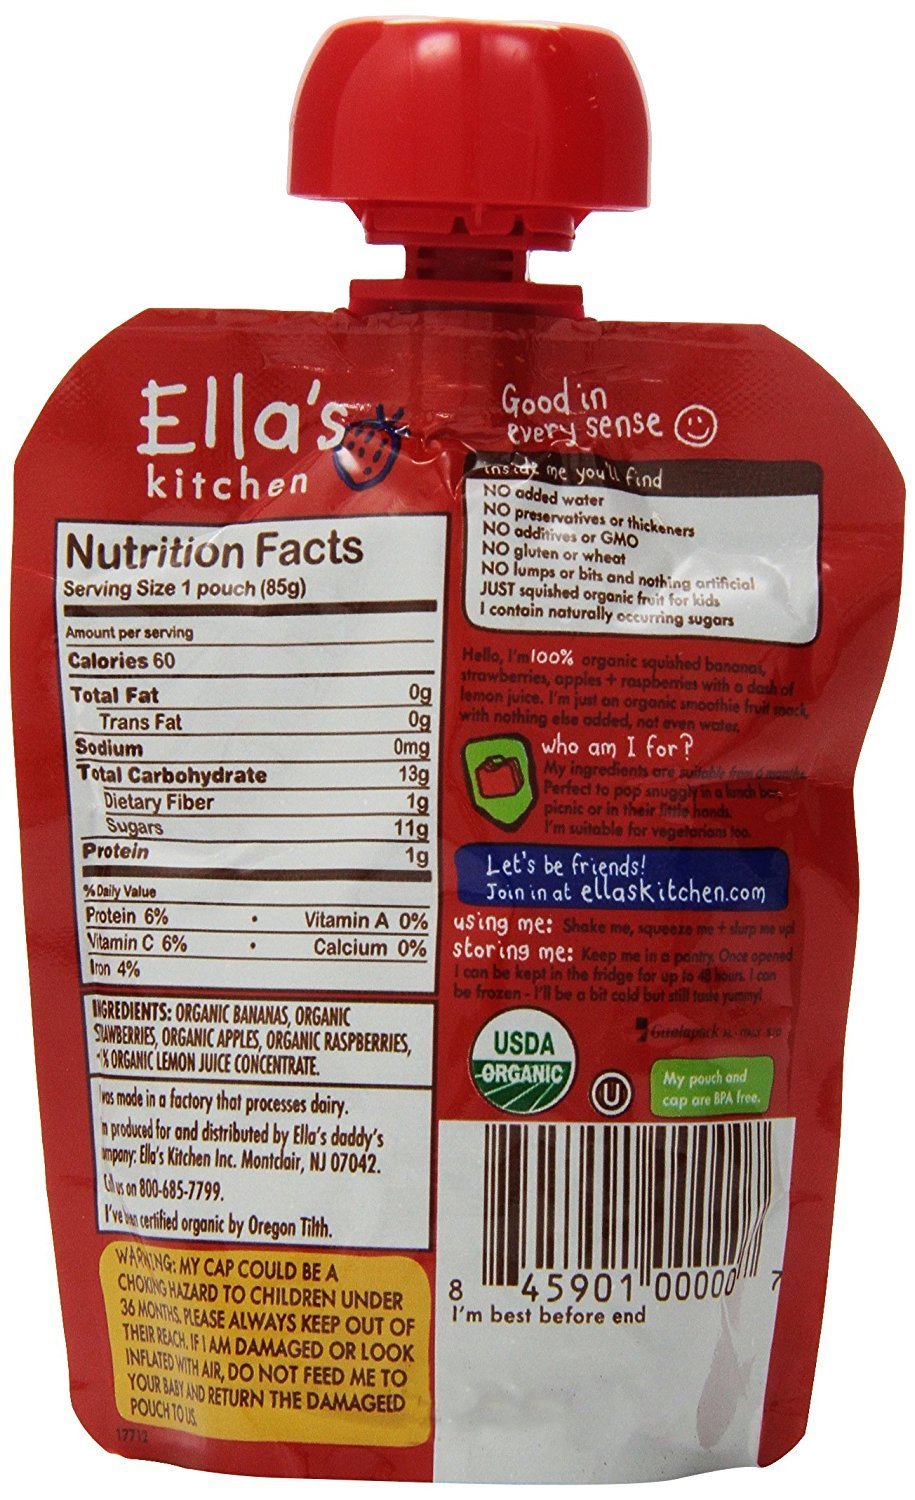 Ella's
kitchen
Good in
every sense
Nutrition Facts
Serving Size 1 pouch (85g)
Amount per serving
Calories 60
Total Fat 0g
Trans Fat 0g
Sodium 0mg
Total Carbohydrate 13g
Dietary Fiber 1g
Sugars 11g
Protein 1g
% Daily Value
Protein 6% • Vitamin A 0%
Vitamin C 6% • Calcium 0%
Iron 4%
INGREDIENTS: ORGANIC BANANAS, ORGANIC
STRAWBERRIES, ORGANIC APPLES, ORGANIC RASPBERRIES,
<1% ORGANIC LEMON JUICE CONCENTRATE.
I was made in a factory that processes dairy.
I'm produced for and distributed by Ella's daddy's
company: Ella's Kitchen Inc. Montclair, NJ 07042.
Call us on 800-685-7799.
I've been certified organic by Oregon Tilth.
WARNING: MY CAP COULD BE A
CHOKING HAZARD TO CHILDREN UNDER
36 MONTHS. PLEASE ALWAYS KEEP OUT OF
THEIR REACH. IF I AM DAMAGED OR LOOK
INFLATED WITH AIR, DO NOT FEED ME TO
YOUR BABY AND RETURN THE DAMAGEED
POUCH TO US.
17712
inside me you'll find
NO added water
NO preservatives or thickeners
NO additives or GMO
NO gluten or wheat
NO lumps or bits and nothing artificial
JUST squished organic fruit for kids
I contain naturally occurring sugars
Hello, I'm 100% organic squished bananas,
strawberries, apples + raspberries with a dash of
lemon juice. I'm just an organic smoothie fruit snack,
with nothing else added, not even water.
who am I for?
My ingredients are suitable from 6 months.
Perfect to pop snuggly in a lunch box,
picnic or in their little hands.
I'm suitable for vegetarians too.
Let's be friends!
Join in at ellaskitchen.com
using me: Shake me, squeeze me + slurp me up!
storing me: Keep me in a pantry. Once opened
I can be kept in the fridge for up to 48 hours. I can
be frozen - I'll be a bit cold but still taste yummy!
Gualapack
USDA
ORGANIC
U
My pouch and
cap are BPA free.
8 45901 00000 7
I'm best before end